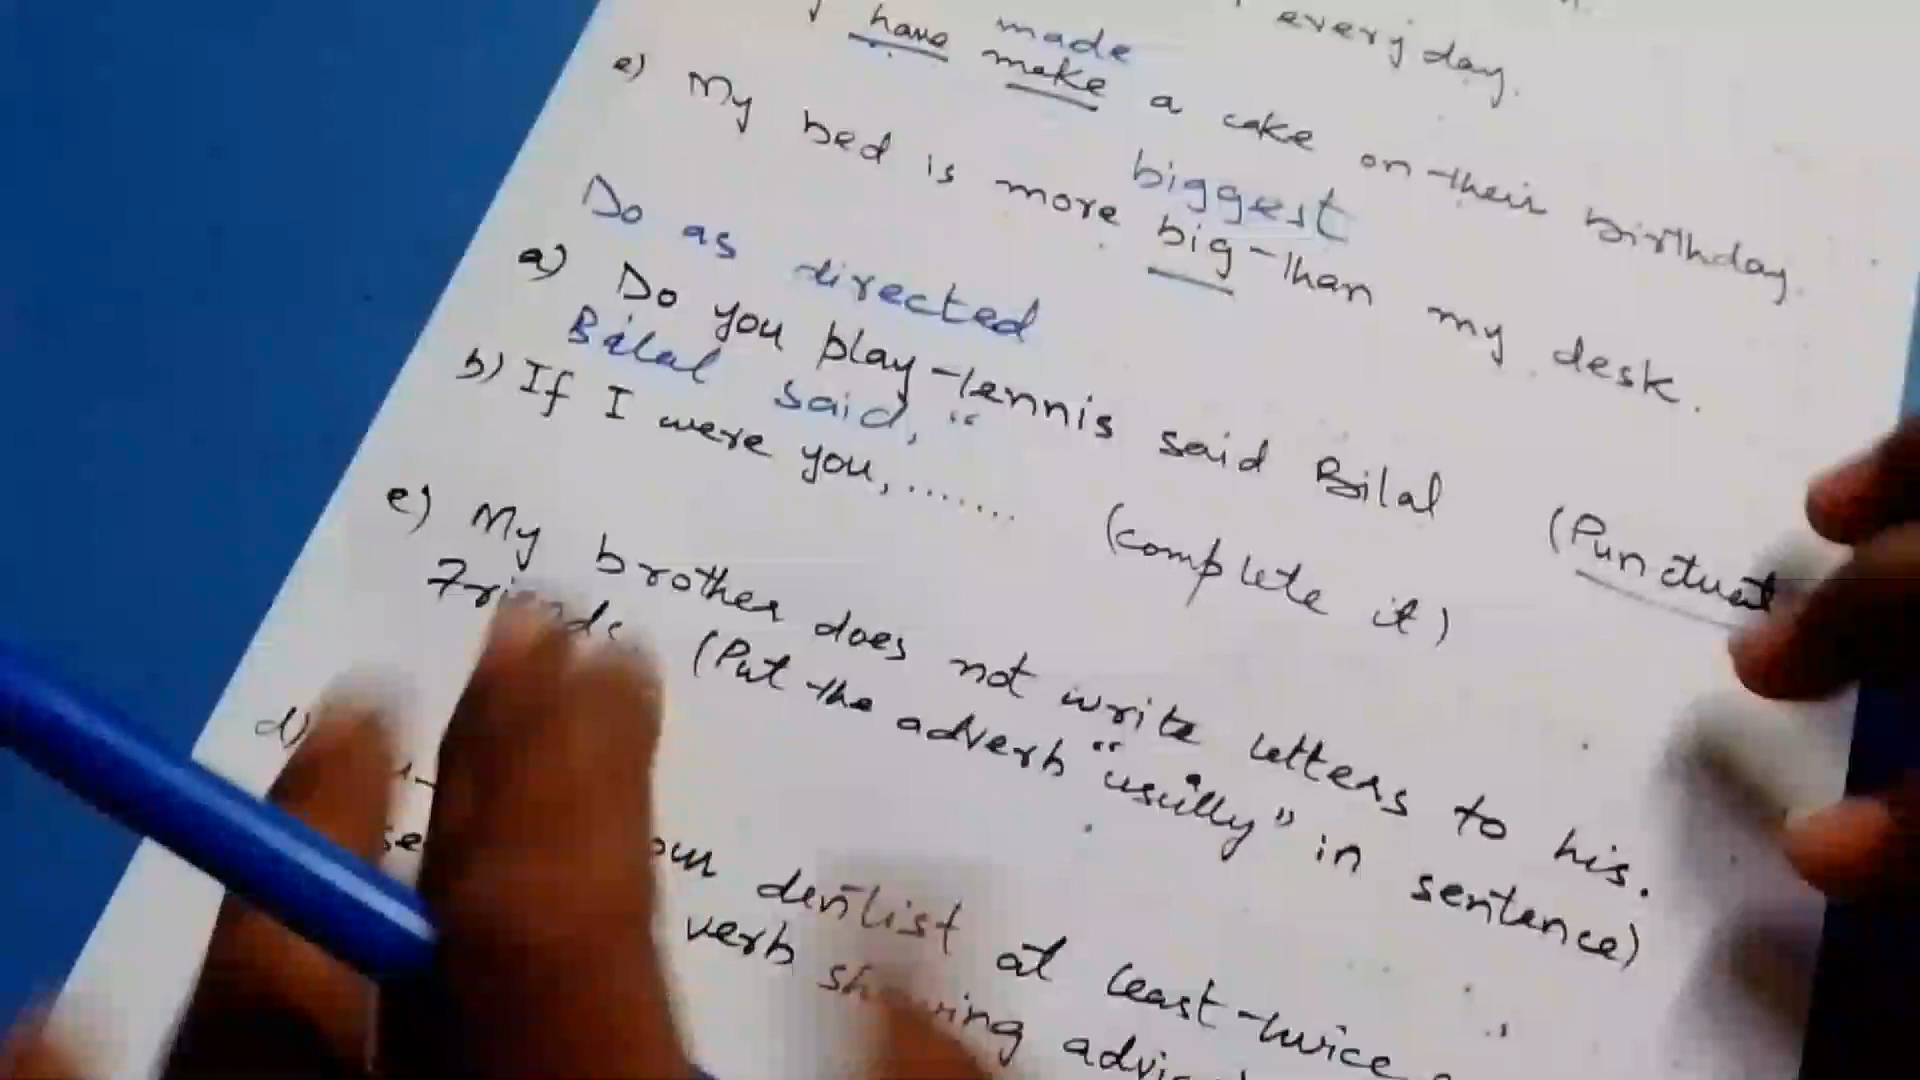 every day.
made
have make a cake on their birthday.
biggest
e) My bed is more big than my desk.
Do as directed
a) Do you play tennis said Bilal (Punctuat
Bilal said, "
b) If I were you, ....... (complete it)
c) My brother does not write letters to his.
(Put the adverb "usully" in sentence)
d)
dentist at least twice
verb showing